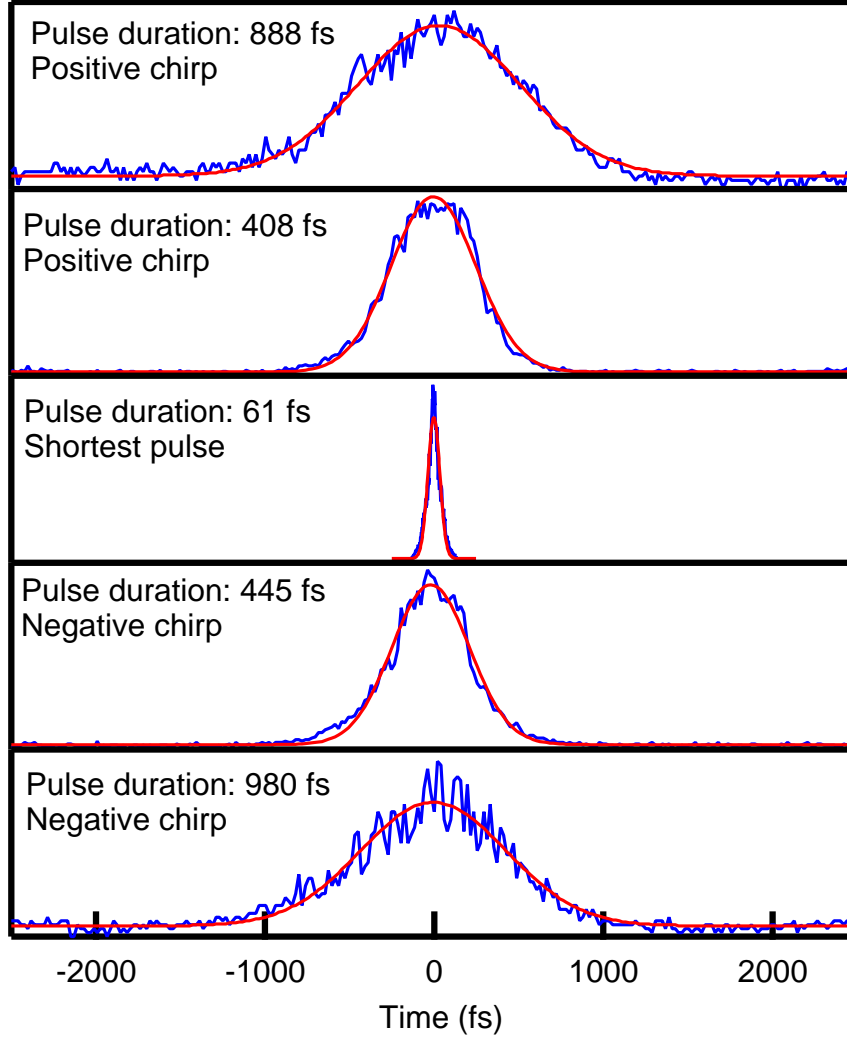 Pulse duration: 888 fs
Positive chirp
Pulse duration: 408 fs
Positive chirp
Pulse duration: 61 fs
Shortest pulse
Pulse duration: 445 fs
Negative chirp
Pulse duration: 980 fs
Negative chirp
-2000 -1000 0 1000 2000
Time (fs)